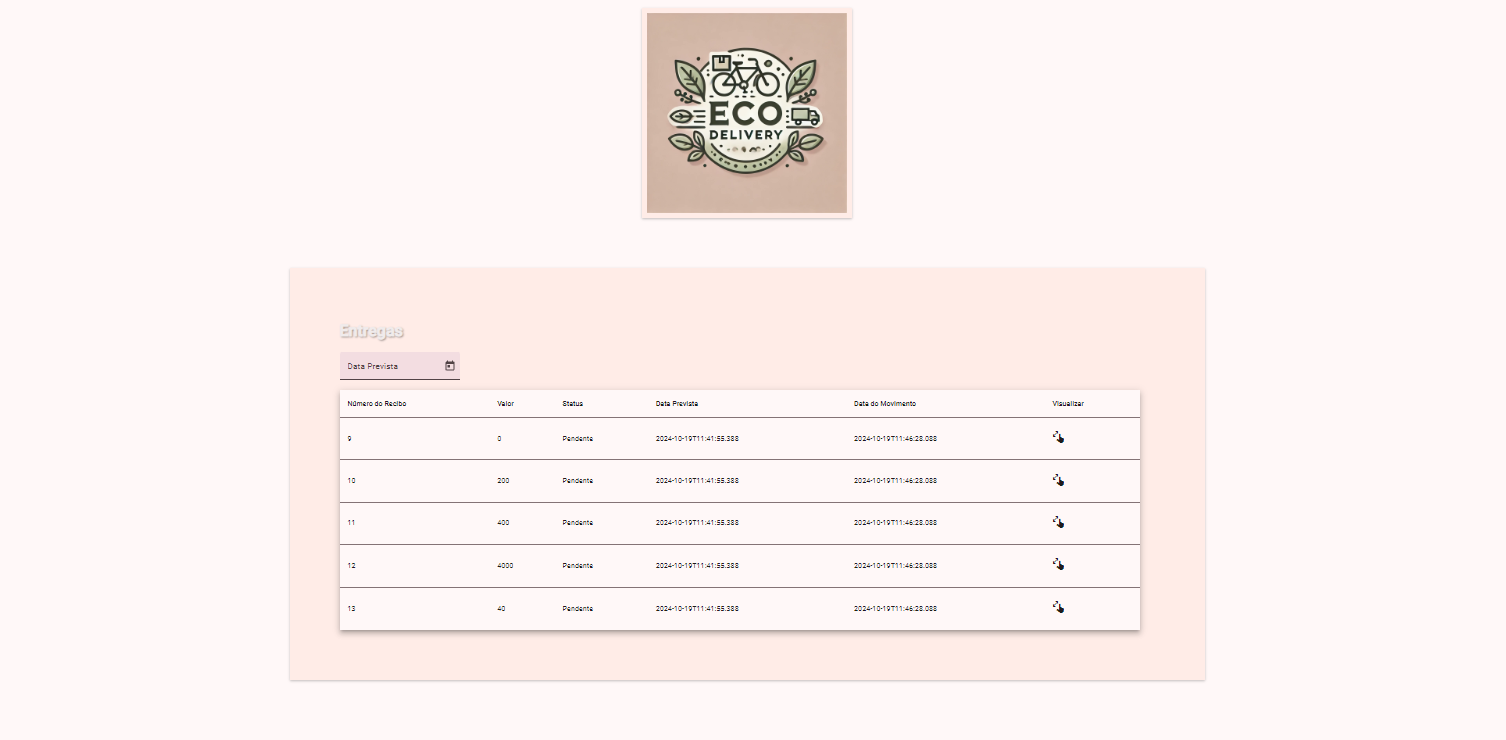 ECO
DELIVERY
Entregas
Data Prevista
Número do Recibo Valor Status Data Prevista Data do Movimento Visualizar
9 0 Pendente 2024-10-19T11:41:55.388 2024-10-19T11:46:28.088
10 200 Pendente 2024-10-19T11:41:55.388 2024-10-19T11:46:28.088
11 400 Pendente 2024-10-19T11:41:55.388 2024-10-19T11:46:28.088
12 4000 Pendente 2024-10-19T11:41:55.388 2024-10-19T11:46:28.088
13 40 Pendente 2024-10-19T11:41:55.388 2024-10-19T11:46:28.088